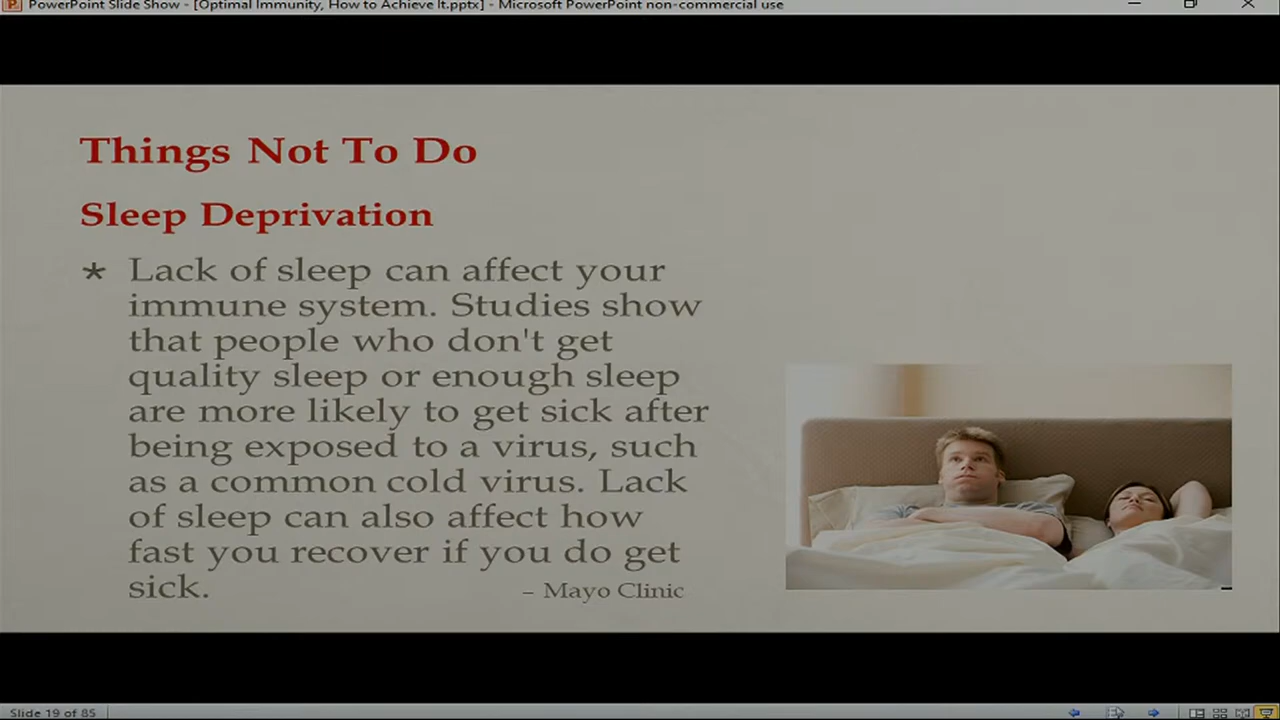 PowerPoint Slide Show - [Optimal Immunity, How to Achieve It.pptx] - Microsoft PowerPoint non-commercial use
Things Not To Do
Sleep Deprivation
* Lack of sleep can affect your
immune system. Studies show
that people who don't get
quality sleep or enough sleep
are more likely to get sick after
being exposed to a virus, such
as a common cold virus. Lack
of sleep can also affect how
fast you recover if you do get
sick. – Mayo Clinic
Slide 19 of 85